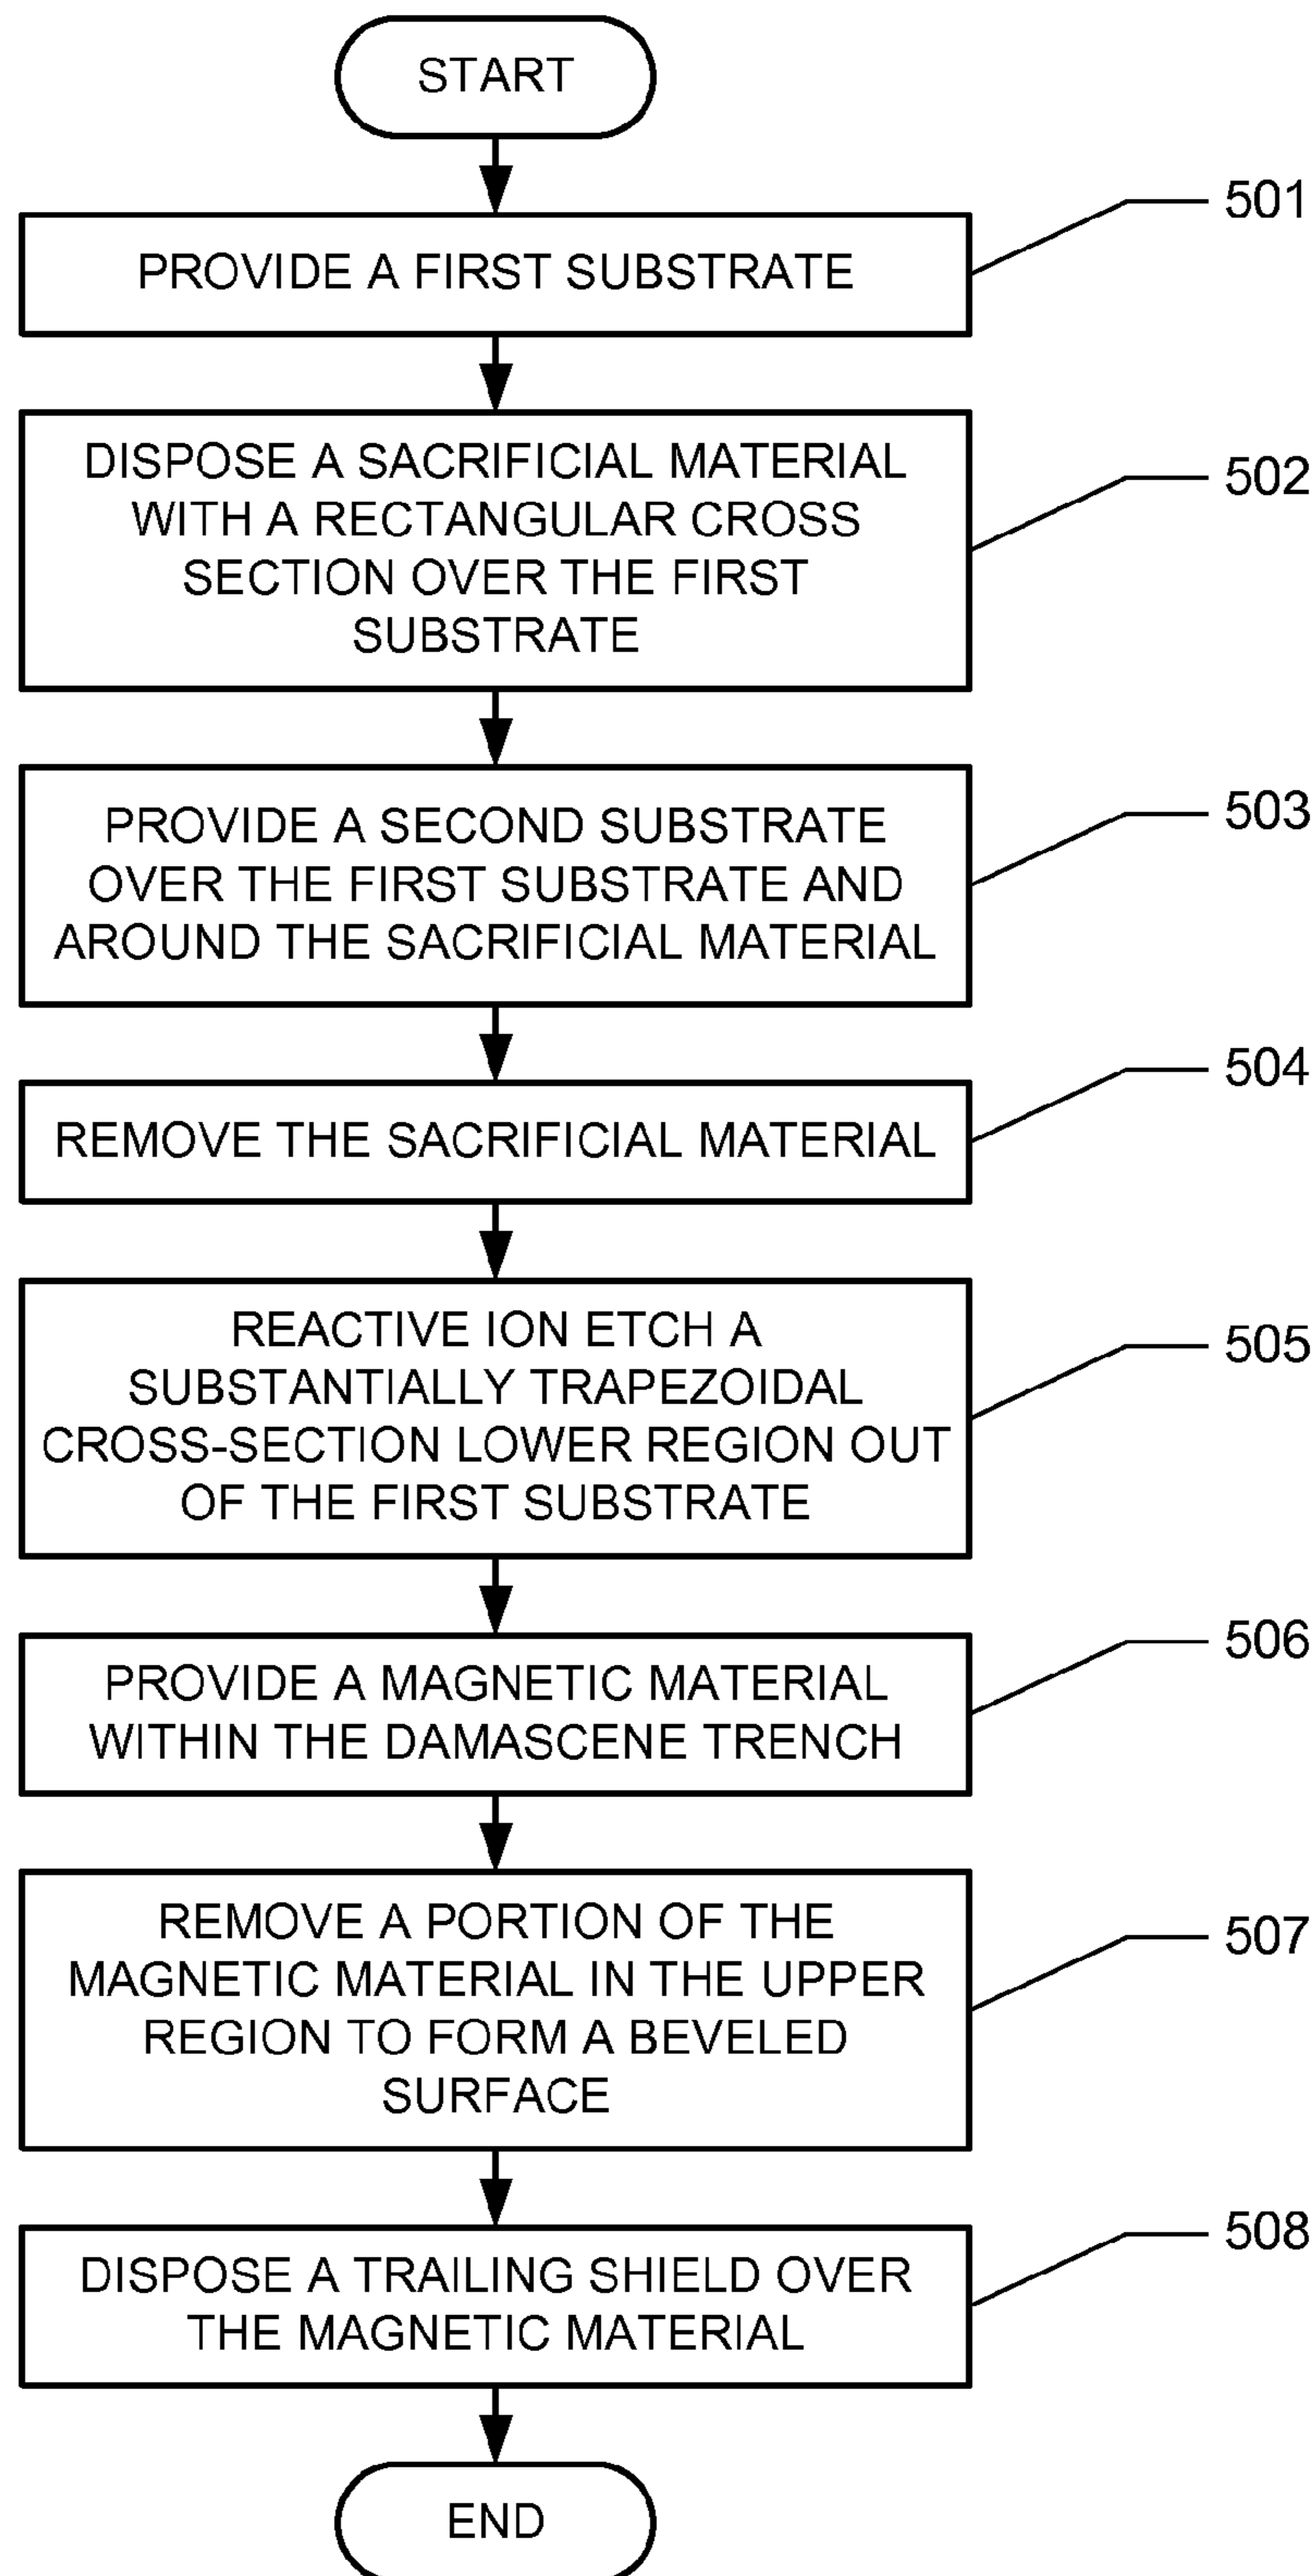 START
501
PROVIDE A FIRST SUBSTRATE
502
DISPOSE A SACRIFICIAL MATERIAL
WITH A RECTANGULAR CROSS
SECTION OVER THE FIRST
SUBSTRATE
503
PROVIDE A SECOND SUBSTRATE
OVER THE FIRST SUBSTRATE AND
AROUND THE SACRIFICIAL MATERIAL
504
REMOVE THE SACRIFICIAL MATERIAL
505
REACTIVE ION ETCH A
SUBSTANTIALLY TRAPEZOIDAL
CROSS-SECTION LOWER REGION OUT
OF THE FIRST SUBSTRATE
506
PROVIDE A MAGNETIC MATERIAL
WITHIN THE DAMASCENE TRENCH
507
REMOVE A PORTION OF THE
MAGNETIC MATERIAL IN THE UPPER
REGION TO FORM A BEVELED
SURFACE
508
DISPOSE A TRAILING SHIELD OVER
THE MAGNETIC MATERIAL
END